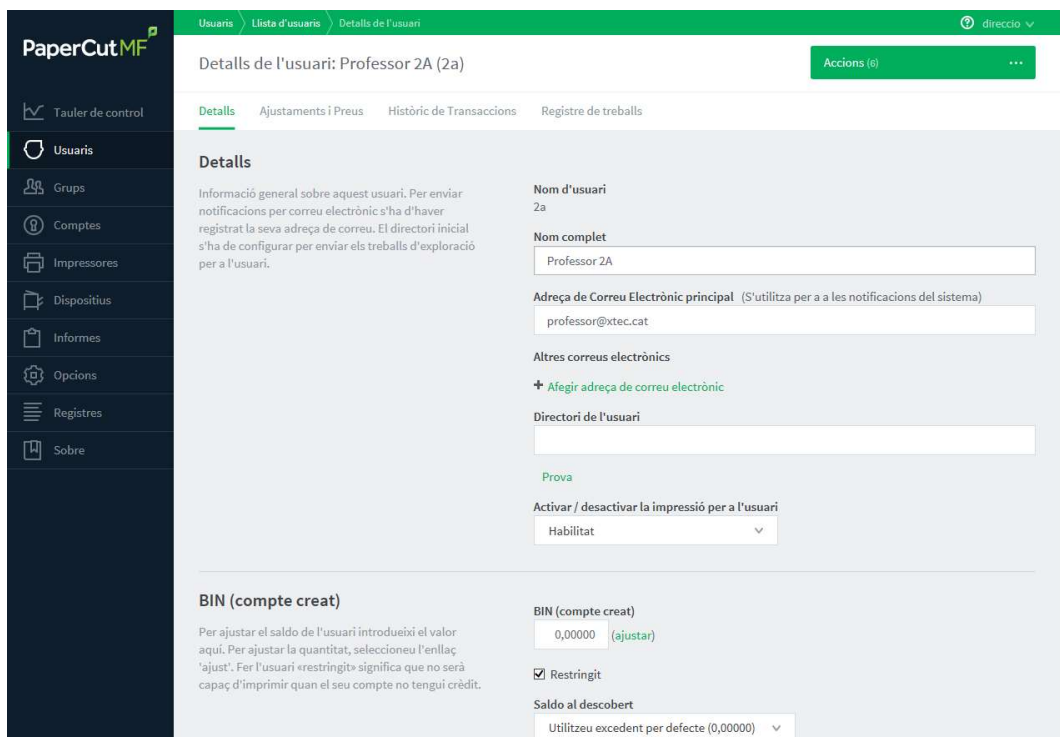 PaperCut MF
Usuaris Llista d'usuaris Detalls de l'usuari
direccio
Detalls de l'usuari: Professor 2A (2a)
Accions (6) ...
Tauler de control
Usuaris
Grups
Comptes
Impressores
Dispositius
Informes
Opcions
Registres
Sobre
Detalls Ajustaments i Preus Històric de Transaccions Registre de treballs
Detalls
Informació general sobre aquest usuari. Per enviar
notificacions per correu electrònic s'ha d'haver
registrat la seva adreça de correu. El directori inicial
s'ha de configurar per enviar els treballs d'exploració
per a l'usuari.
Nom d'usuari
2a
Nom complet
Professor 2A
Adreça de Correu Electrònic principal (S'utilitza per a a les notificacions del sistema)
professor@xtec.cat
Altres correus electrònics
+ Afegir adreça de correu electrònic
Directori de l'usuari
Prova
Activar / desactivar la impressió per a l'usuari
Habilitat
BIN (compte creat)
Per ajustar el saldo de l'usuari introdueixi el valor
aquí. Per ajustar la quantitat, seleccioneu l'enllaç
'ajust'. Fer l'usuari «restringit» significa que no serà
capaç d'imprimir quan el seu compte no tengui crèdit.
BIN (compte creat)
0,00000 (ajustar)
Restringit
Saldo al descobert
Utilitzeu excedent per defecte (0,00000)